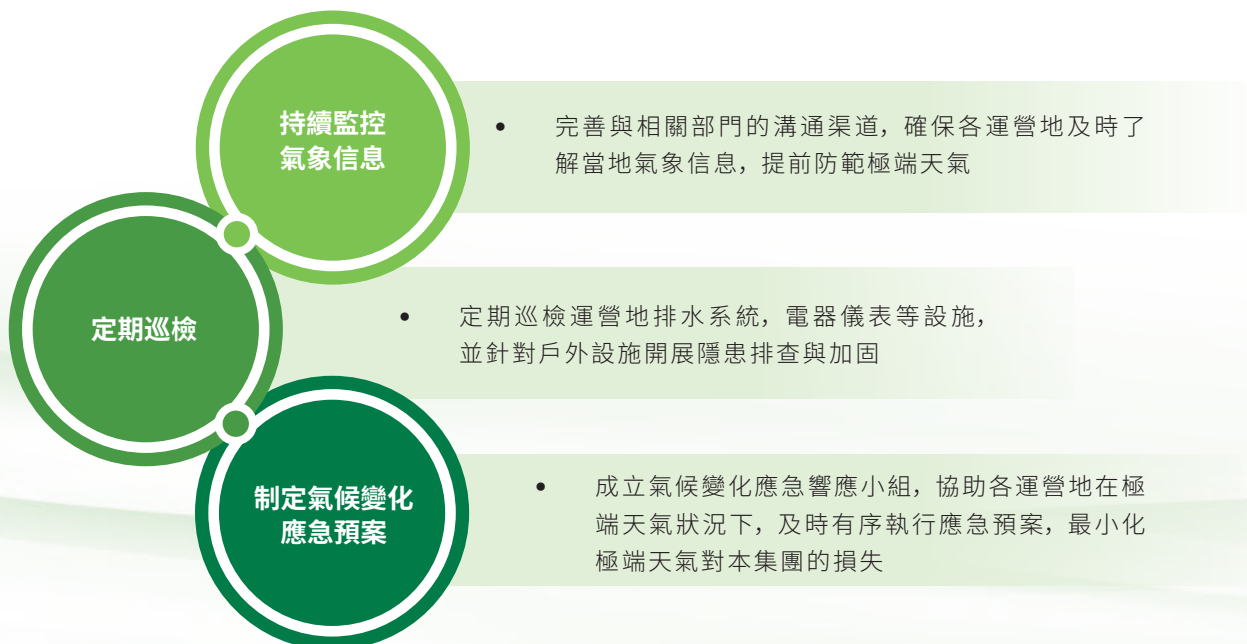 持續監控
氣象信息
• 完善與相關部門的溝通渠道，確保各運營地及時了
解當地氣象信息，提前防範極端天氣
定期巡檢
• 定期巡檢運營地排水系統，電器儀表等設施，
並針對戶外設施開展隱患排查與加固
制定氣候變化
應急預案
• 成立氣候變化應急響應小組，協助各運營地在極
端天氣狀況下，及時有序執行應急預案，最小化
極端天氣對本集團的損失